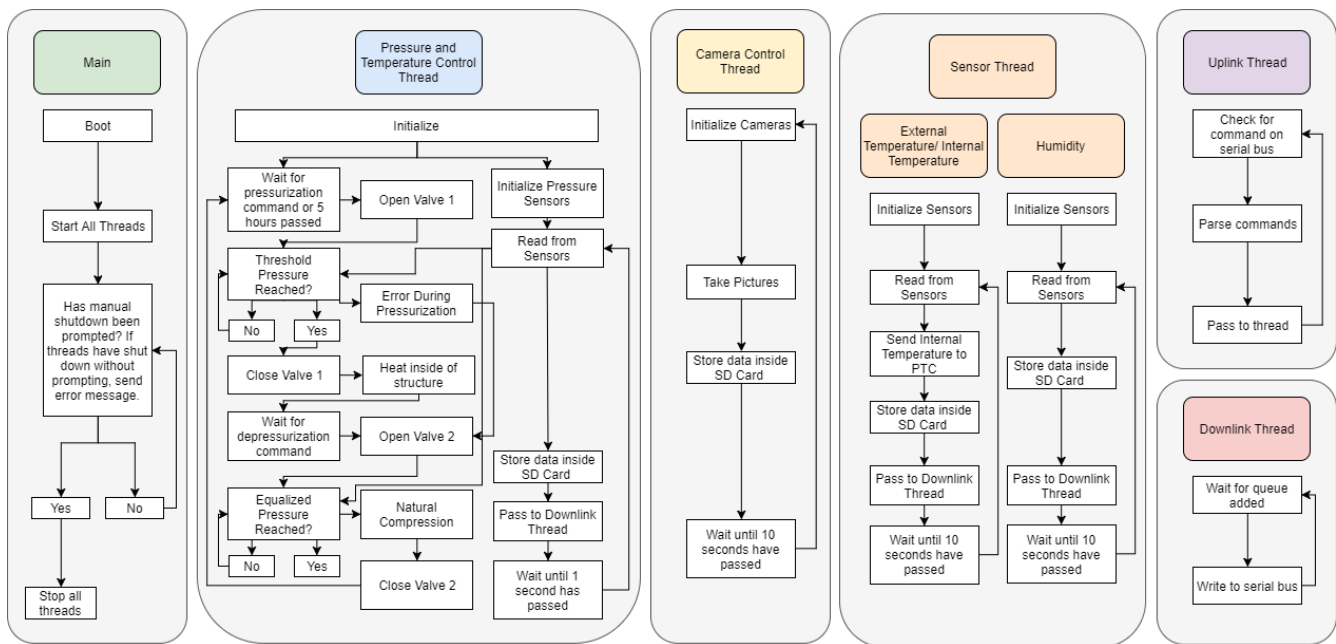 Main
Boot
Start All Threads
Has manual
shutdown been
prompted? If
threads have shut
down without
prompting, send
error message.
Yes
No
Stop all
threads
Pressure and
Temperature Control
Thread
Initialize
Wait for
pressurization
command or 5
hours passed
Open Valve 1
Initialize Pressure
Sensors
Threshold
Pressure
Reached?
Read from
Sensors
Error During
Pressurization
No
Yes
Close Valve 1
Heat inside of
structure
Wait for
depressurization
command
Open Valve 2
Store data inside
SD Card
Equalized
Pressure
Reached?
Natural
Compression
Pass to Downlink
Thread
No
Yes
Close Valve 2
Wait until 1
second has
passed
Camera Control
Thread
Initialize Cameras
Take Pictures
Store data inside
SD Card
Wait until 10
seconds have
passed
Sensor Thread
External
Temperature/ Internal
Temperature
Initialize Sensors
Read from
Sensors
Send Internal
Temperature to
PTC
Store data inside
SD Card
Pass to Downlink
Thread
Wait until 10
seconds have
passed
Humidity
Initialize Sensors
Read from
Sensors
Store data inside
SD Card
Pass to Downlink
Thread
Wait until 10
seconds have
passed
Uplink Thread
Check for
command on
serial bus
Parse commands
Pass to thread
Downlink Thread
Wait for queue
added
Write to serial bus